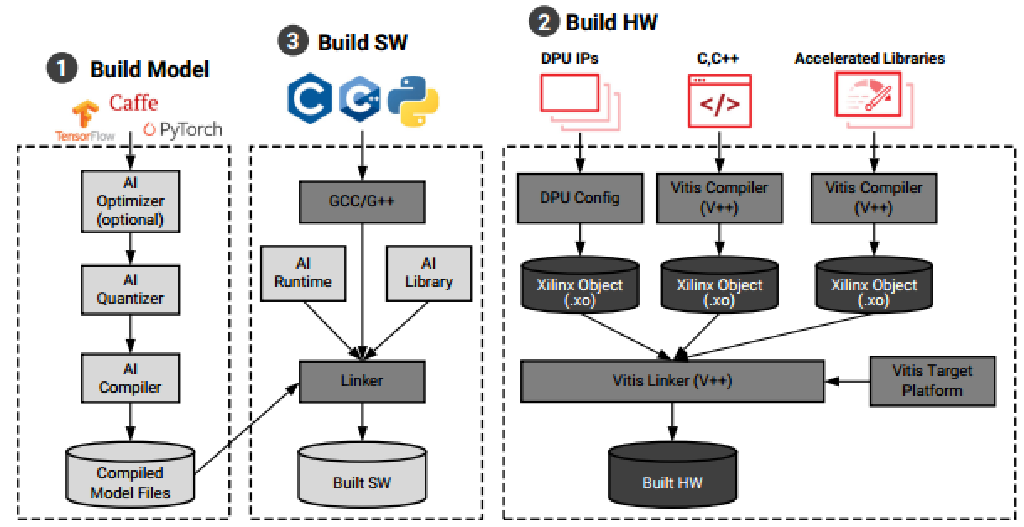 1 Build Model
TensorFlow
Caffe
PyTorch
AI
Optimizer
(optional)
AI
Quantizer
AI
Compiler
Compiled
Model Files
3 Build SW
C
C++
GCC/G++
AI
Runtime
AI
Library
Linker
Built SW
2 Build HW
DPU IPs
C,C++
</>
Accelerated Libraries
DPU Config
Vitis Compiler
(V++)
Vitis Compiler
(V++)
Xilinx Object
(.xo)
Xilinx Object
(.xo)
Xilinx Object
(.xo)
Vitis Linker (V++)
Vitis Target
Platform
Built HW